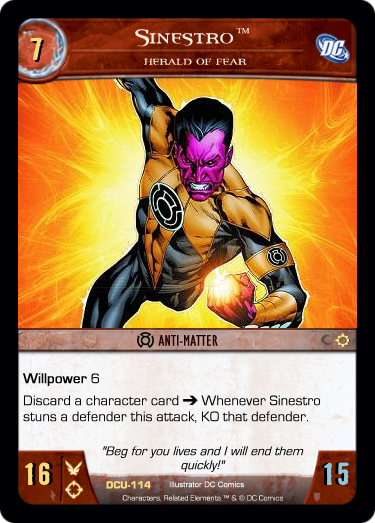 7
SINESTRO™
HERALD OF FEAR
DC
ANTI-MATTER
Willpower 6
Discard a character card ➔ Whenever Sinestro
stuns a defender this attack, KO that defender.
"Beg for you lives and I will end them
quickly!"
16
DCU-114 Illustrator DC Comics
Characters, Related Elements ™ & © DC Comics
15